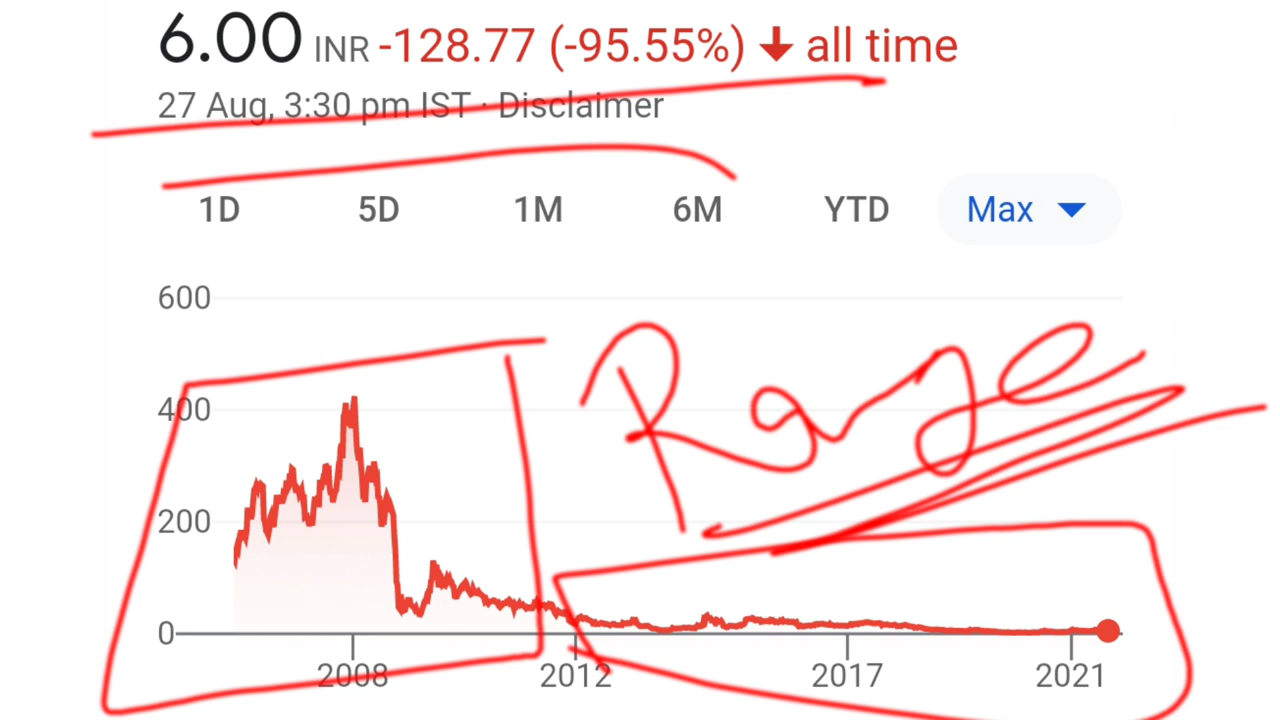 6.00 INR -128.77 (-95.55%) ↓ all time
27 Aug, 3:30 pm IST · Disclaimer
1D 5D 1M 6M YTD Max
600
400
200
0
2008 2012 2017 2021